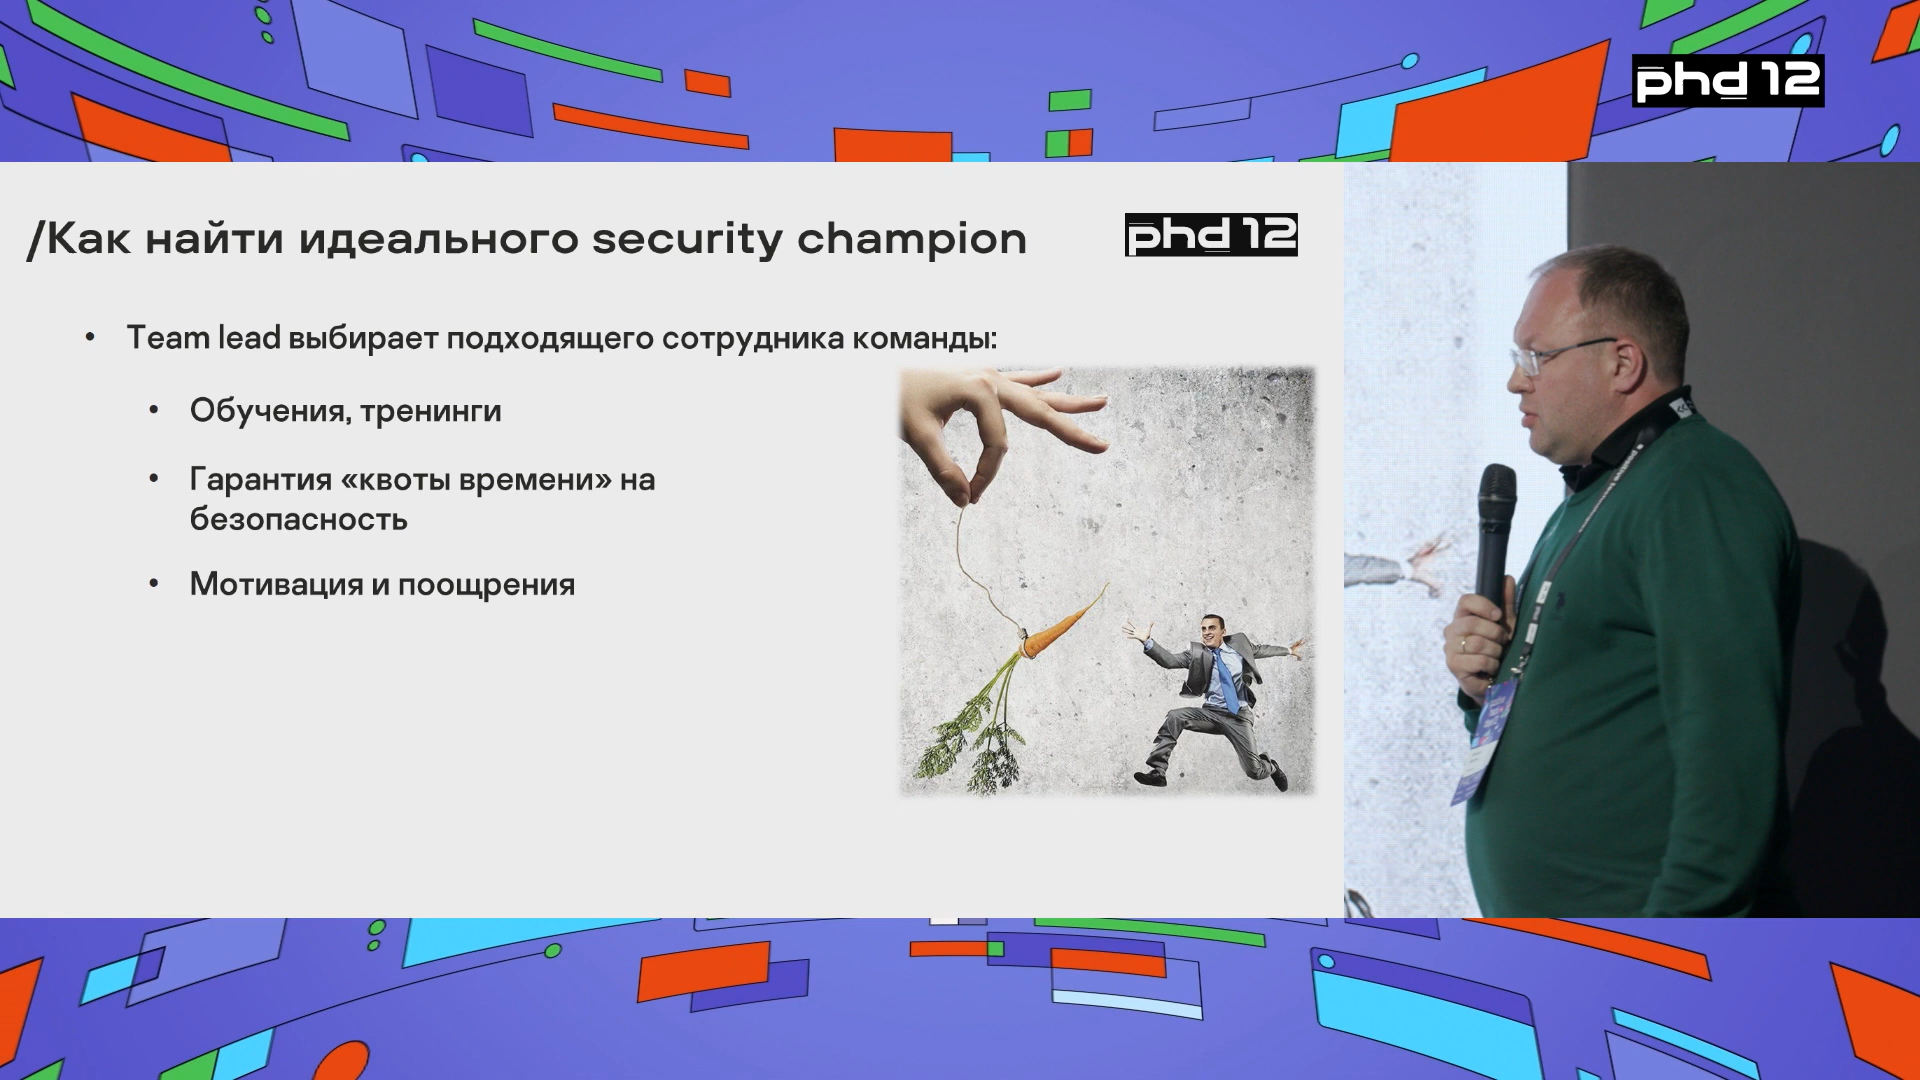 phd 12
/Как найти идеального security champion
phd 12
• Team lead выбирает подходящего сотрудника команды:
• Обучения, тренинги
• Гарантия «квоты времени» на
безопасность
• Мотивация и поощрения